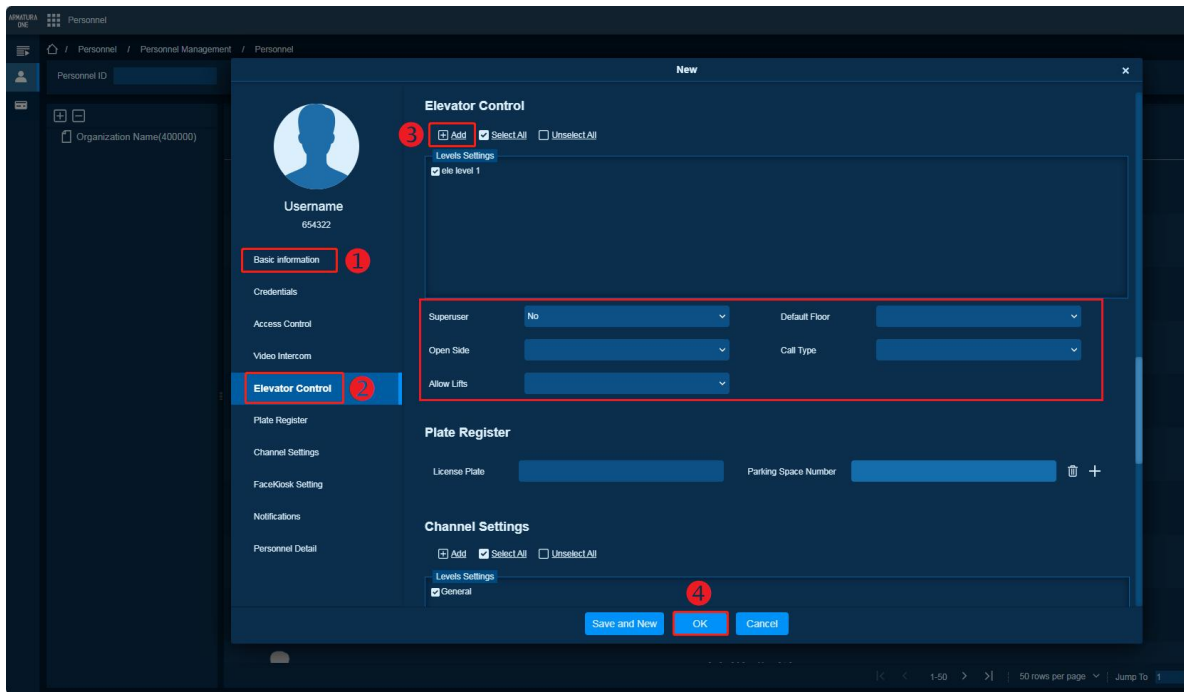 ARMATURA
ONE
Personnel
/ Personnel / Personnel Management / Personnel
Personnel ID
Organization Name(400000)
New
×
Username
654322
Basic information
1
Credentials
Access Control
Video Intercom
Elevator Control
2
Plate Register
Channel Settings
FaceKiosk Setting
Notifications
Personnel Detail
Elevator Control
3
Add
Select All
Unselect All
Levels Settings
ele level 1
Superuser
No
Default Floor
Open Side
Call Type
Allow Lifts
Plate Register
License Plate
Parking Space Number
Channel Settings
Add
Select All
Unselect All
Levels Settings
General
4
Save and New
OK
Cancel
1-50
50 rows per page
Jump To
1